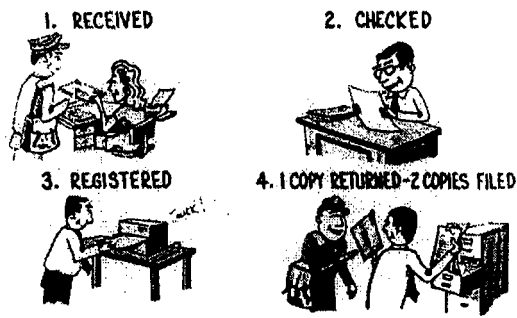 1. RECEIVED
2. CHECKED
3. REGISTERED
4. 1 COPY RETURNED-2 COPIES FILED